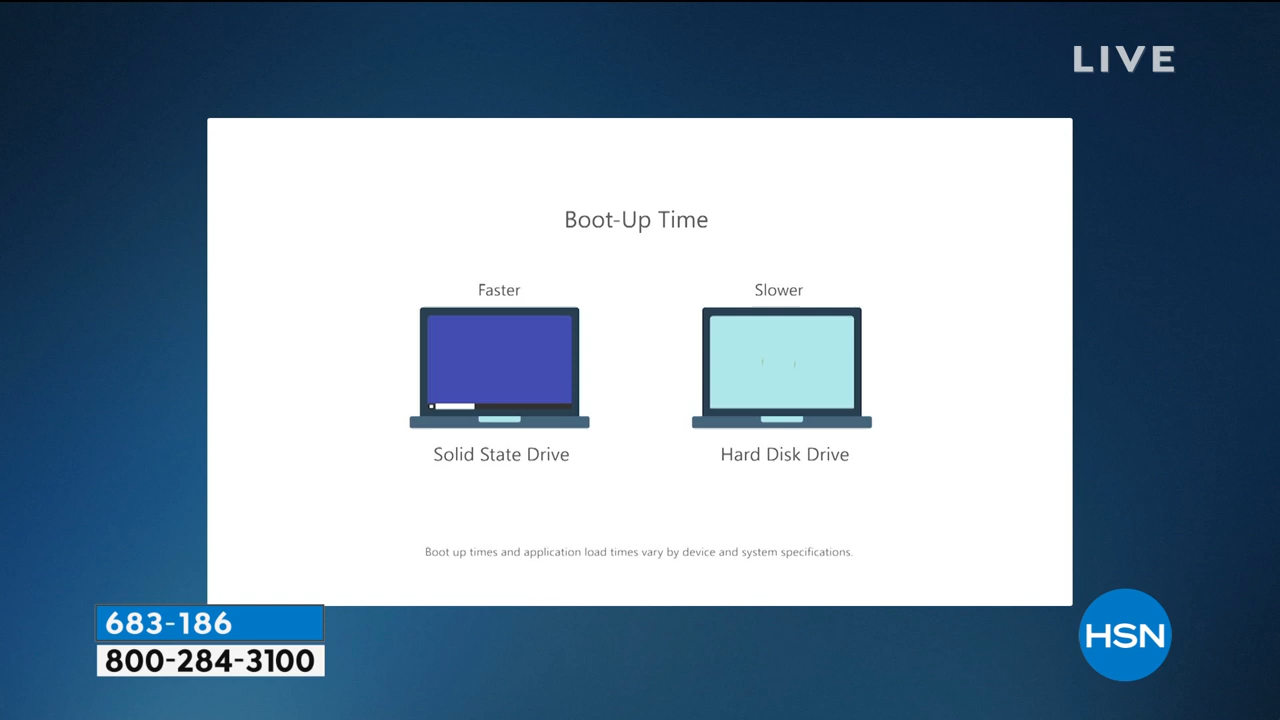 LIVE
Boot-Up Time
Faster
Slower
Solid State Drive
Hard Disk Drive
Boot up times and application load times vary by device and system specifications.
683-186
800-284-3100
HSN